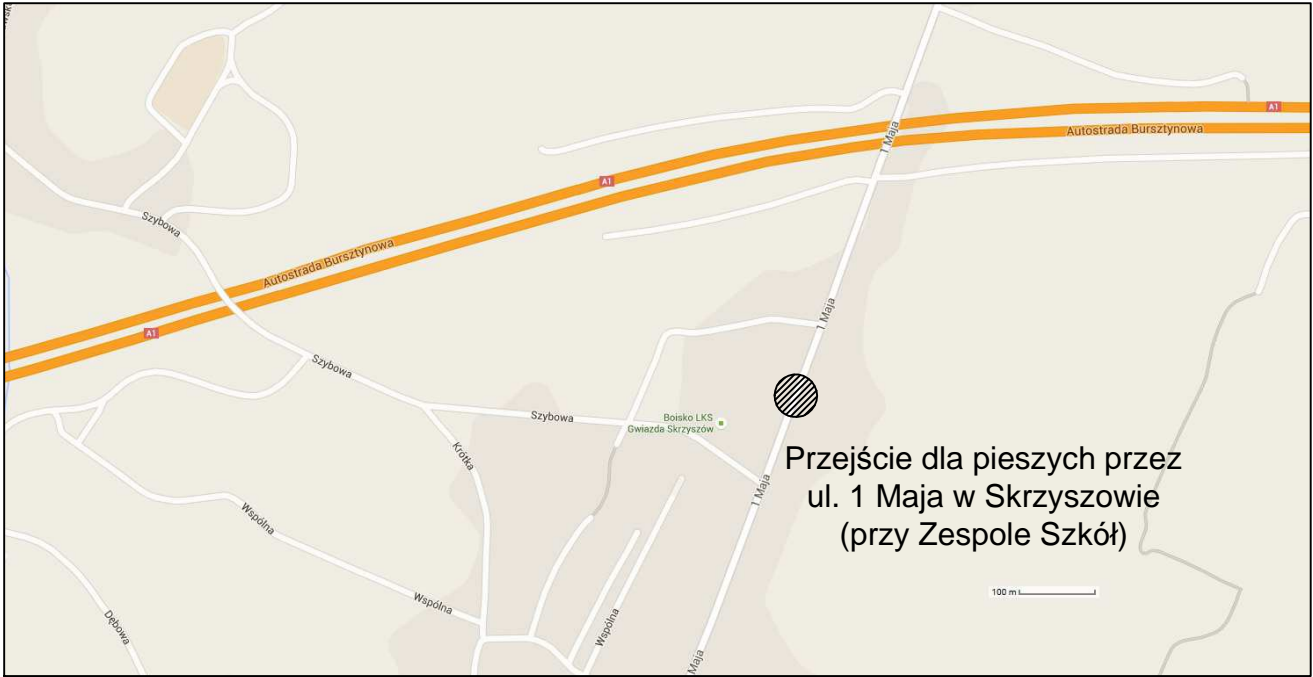 A1
Autostrada Bursztynowa
1 Maja
A1
Szybowa
Autostrada Bursztynowa
1 Maja
A1
Szybowa
Szybowa
Boisko LKS
Gwiazda Skrzyszów
Krótka
Przejście dla pieszych przez
ul. 1 Maja w Skrzyszowie
(przy Zespole Szkół)
1 Maja
Wspólna
100 m
Wspólna
Wspólna
Dębowa
Maja